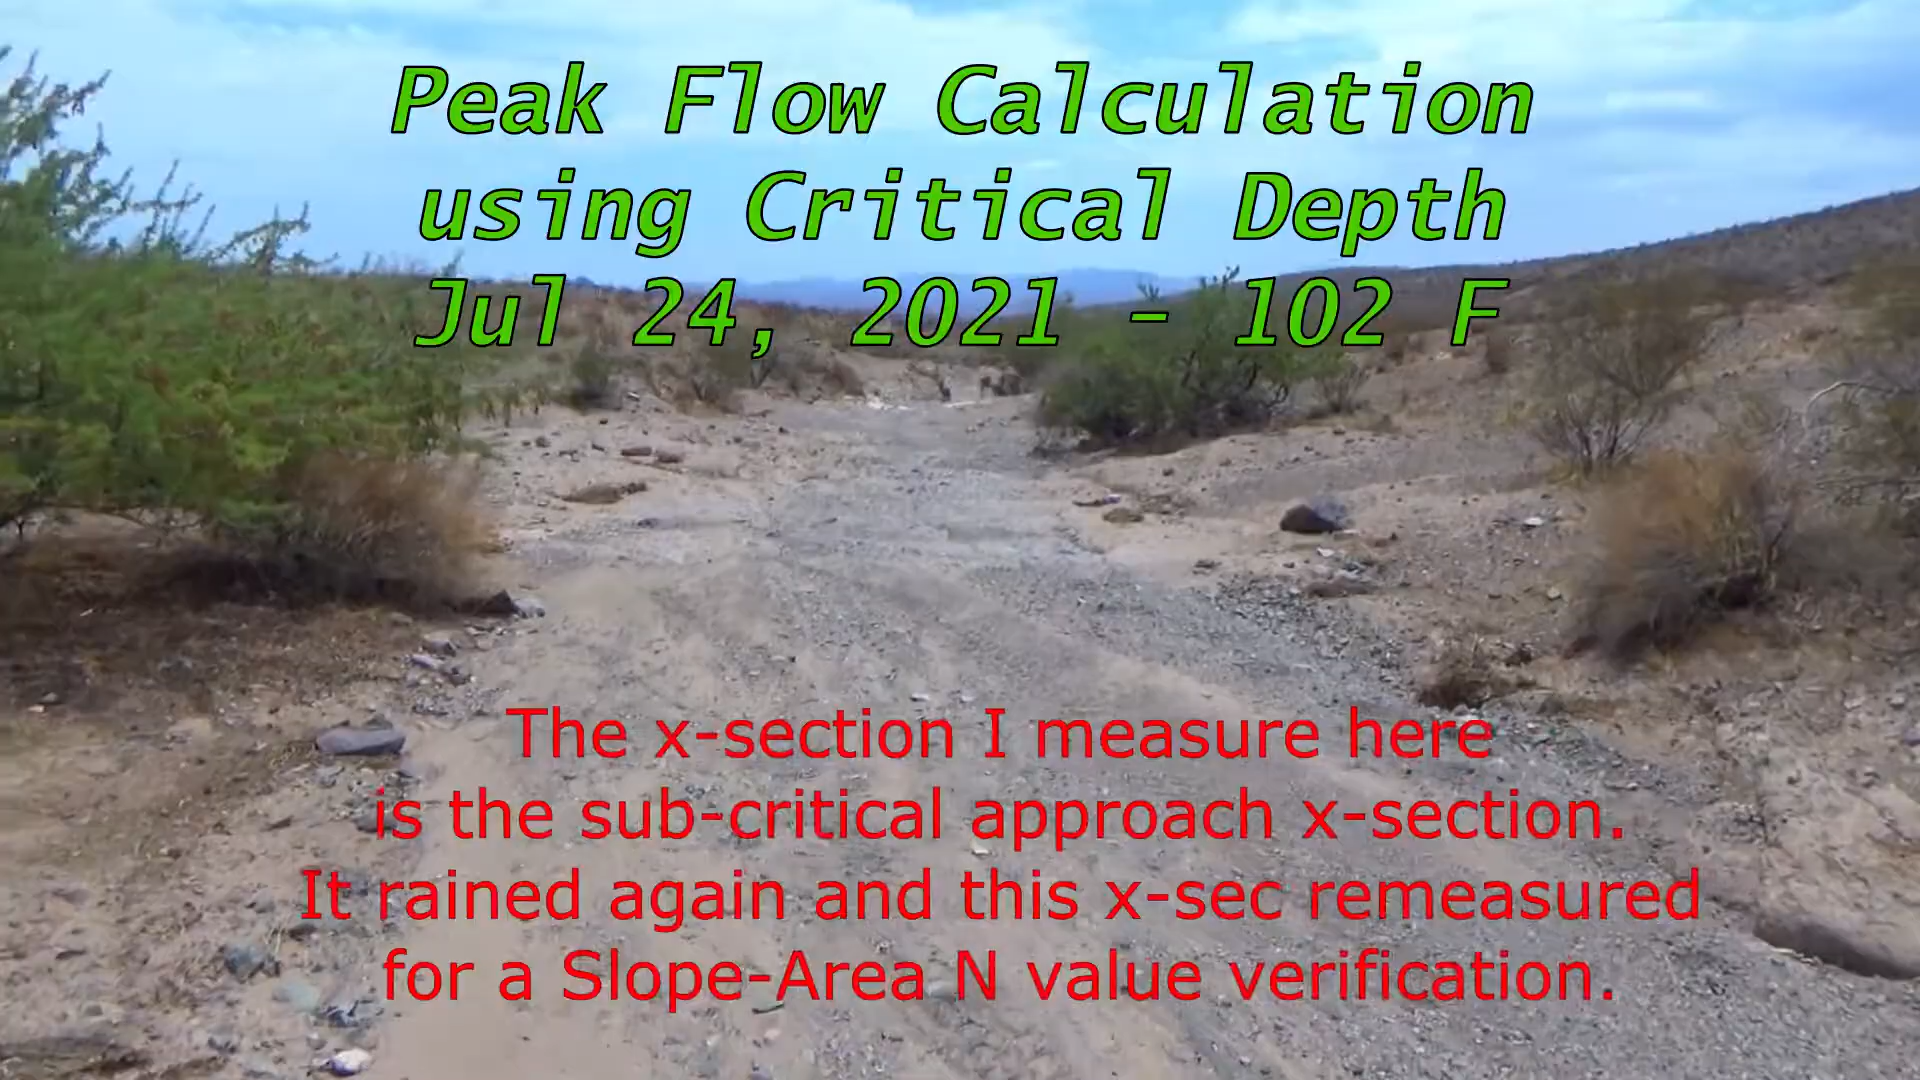 Peak Flow Calculation
using Critical Depth
Jul 24, 2021 - 102 F
The x-section I measure here
is the sub-critical approach x-section.
It rained again and this x-sec remeasured
for a Slope-Area N value verification.